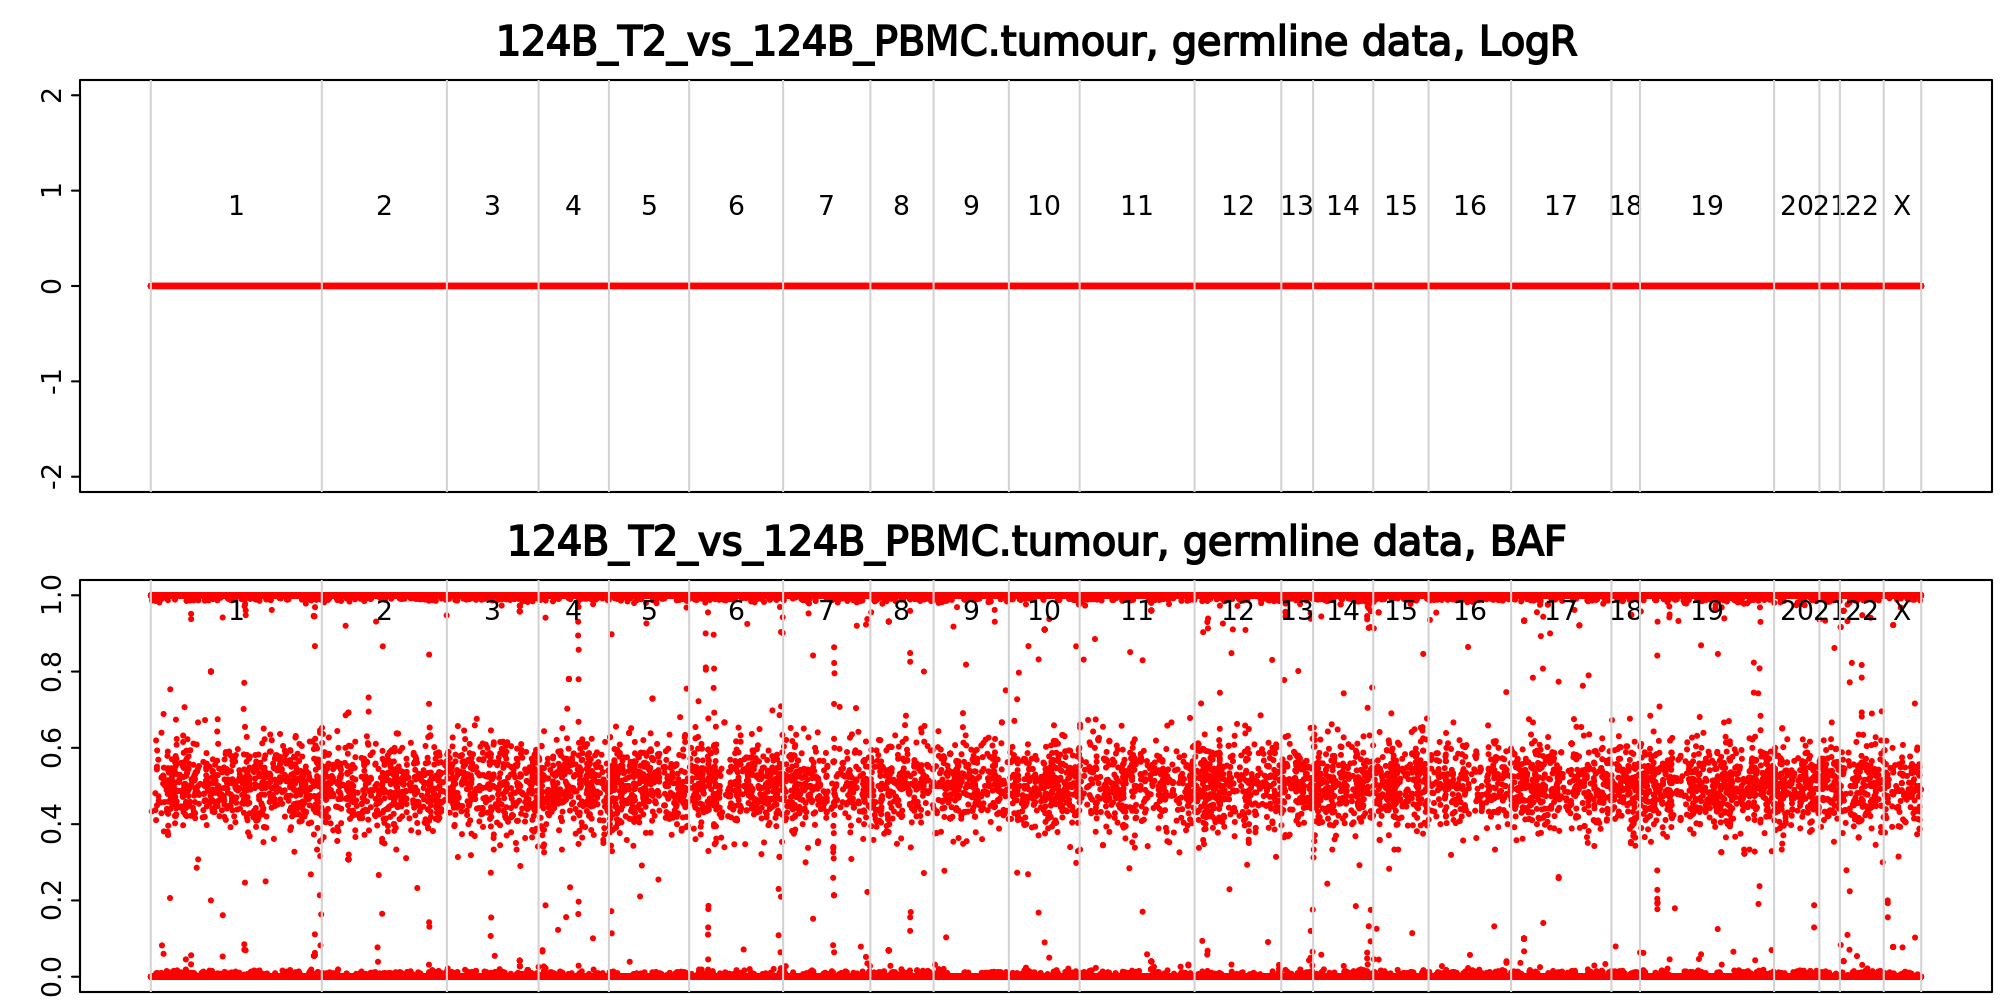 124B_T2_vs_124B_PBMC.tumour, germline data, LogR
2
1 2 3 4 5 6 7 8 9 10 11 12 13 14 15 16 17 18 19 20 21 22 X
1
0
-1
-2
124B_T2_vs_124B_PBMC.tumour, germline data, BAF
1.0
1 2 3 4 5 6 7 8 9 10 11 12 13 14 15 16 17 18 19 20 21 22 X
0.8
0.6
0.4
0.2
0.0